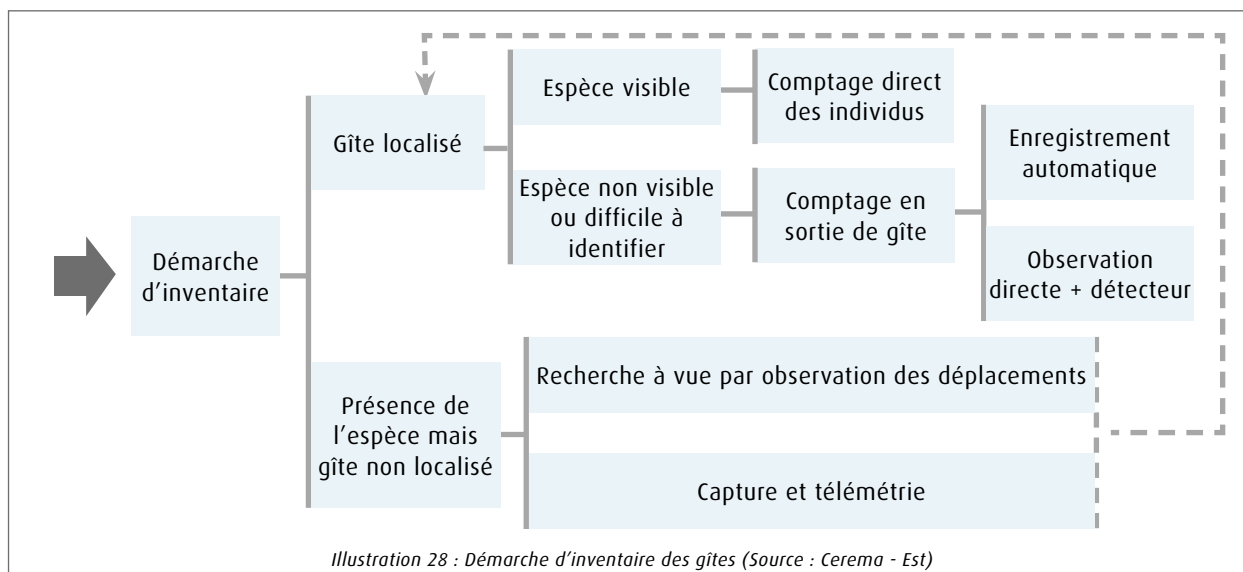 Démarche
d'inventaire
Gîte localisé
Espèce visible
Comptage direct
des individus
Espèce non visible
ou difficile à
identifier
Comptage en
sortie de gîte
Enregistrement
automatique
Observation
directe + détecteur
Présence de
l'espèce mais
gîte non localisé
Recherche à vue par observation des déplacements
Capture et télémétrie
Illustration 28 : Démarche d'inventaire des gîtes (Source : Cerema - Est)